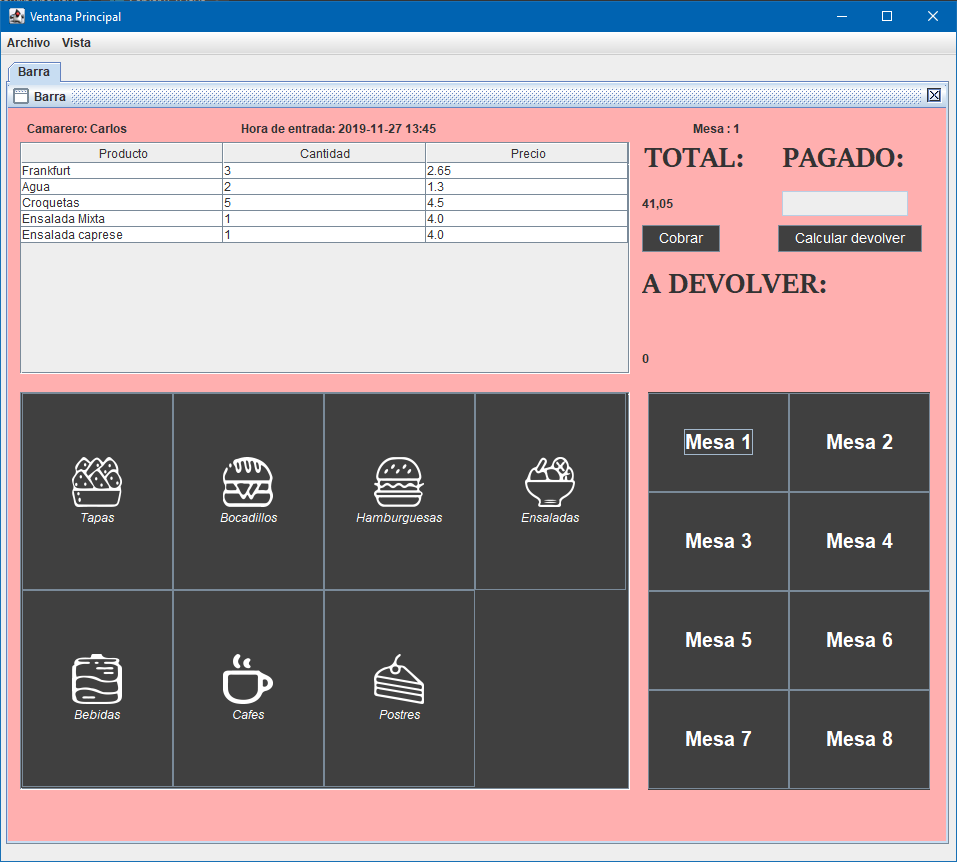 Ventana Principal
Archivo Vista
Barra
Barra
Camarero: Carlos Hora de entrada: 2019-11-27 13:45 Mesa : 1
Producto Cantidad Precio
Frankfurt 3 2.65
Agua 2 1.3
Croquetas 5 4.5
Ensalada Mixta 1 4.0
Ensalada caprese 1 4.0
TOTAL: PAGADO:
41,05
Cobrar Calcular devolver
A DEVOLVER:
0
Tapas Bocadillos Hamburguesas Ensaladas
Bebidas Cafes Postres
Mesa 1 Mesa 2
Mesa 3 Mesa 4
Mesa 5 Mesa 6
Mesa 7 Mesa 8